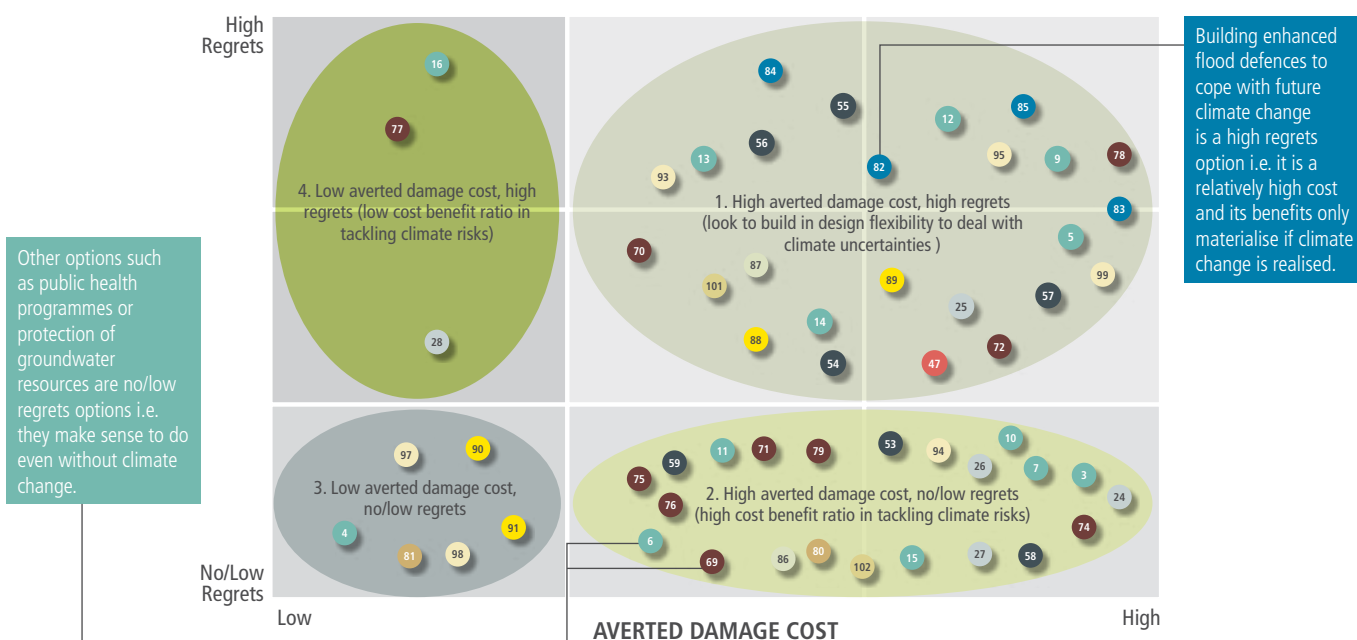 High
Regrets
16
77
4. Low averted damage cost, high
regrets (low cost benefit ratio in
tackling climate risks)
28
84
55
56
13
93
12
85
82
95
9
78
83
1. High averted damage cost, high regrets
(look to build in design flexibility to deal with
climate uncertainties )
70
87
101
88
14
54
89
25
5
99
57
72
47
Building enhanced
flood defences to
cope with future
climate change
is a high regrets
option i.e. it is a
relatively high cost
and its benefits only
materialise if climate
change is realised.
Other options such
as public health
programmes or
protection of
groundwater
resources are no/low
regrets options i.e.
they make sense to do
even without climate
change.
97
90
3. Low averted damage cost,
no/low regrets
4
91
81
98
75
59
11
71
79
53
94
10
26
7
3
24
76
2. High averted damage cost, no/low regrets
(high cost benefit ratio in tackling climate risks)
74
6
69
86
80
102
15
27
58
No/Low
Regrets
Low
AVERTED DAMAGE COST
High